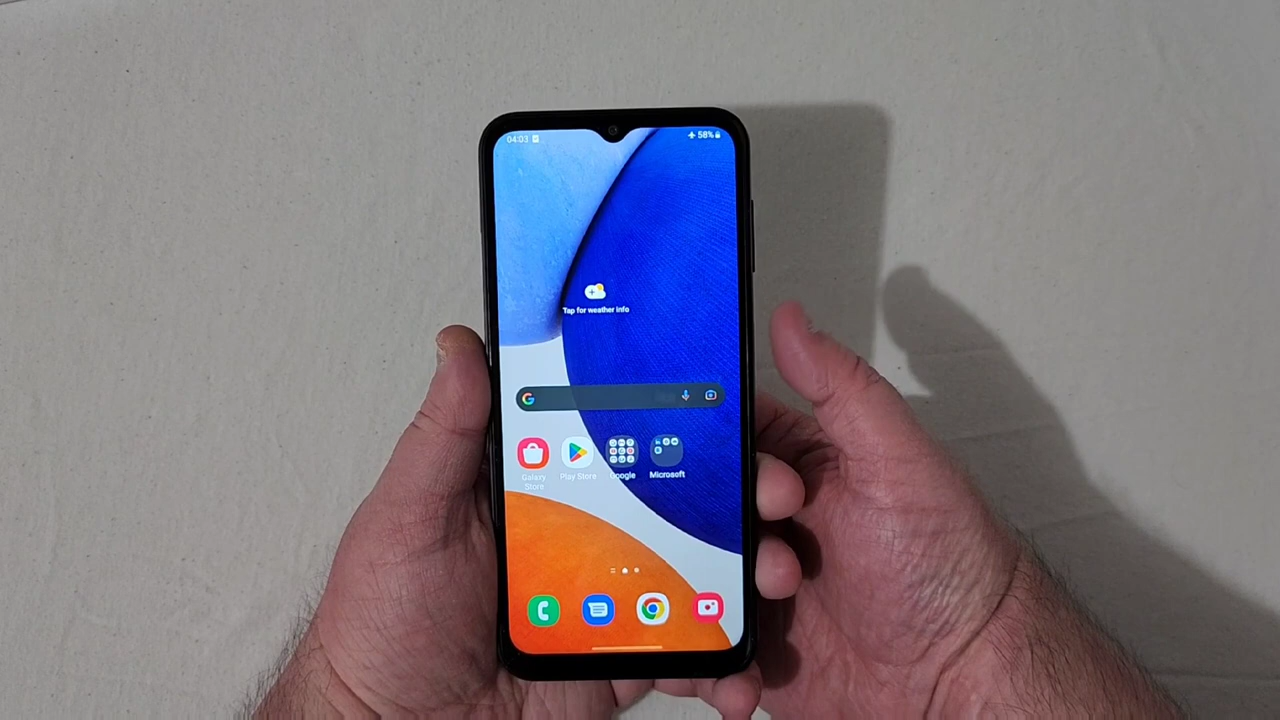 04:03
58%
Tap for weather info
G
Galaxy
Store
Play Store
Google
Microsoft